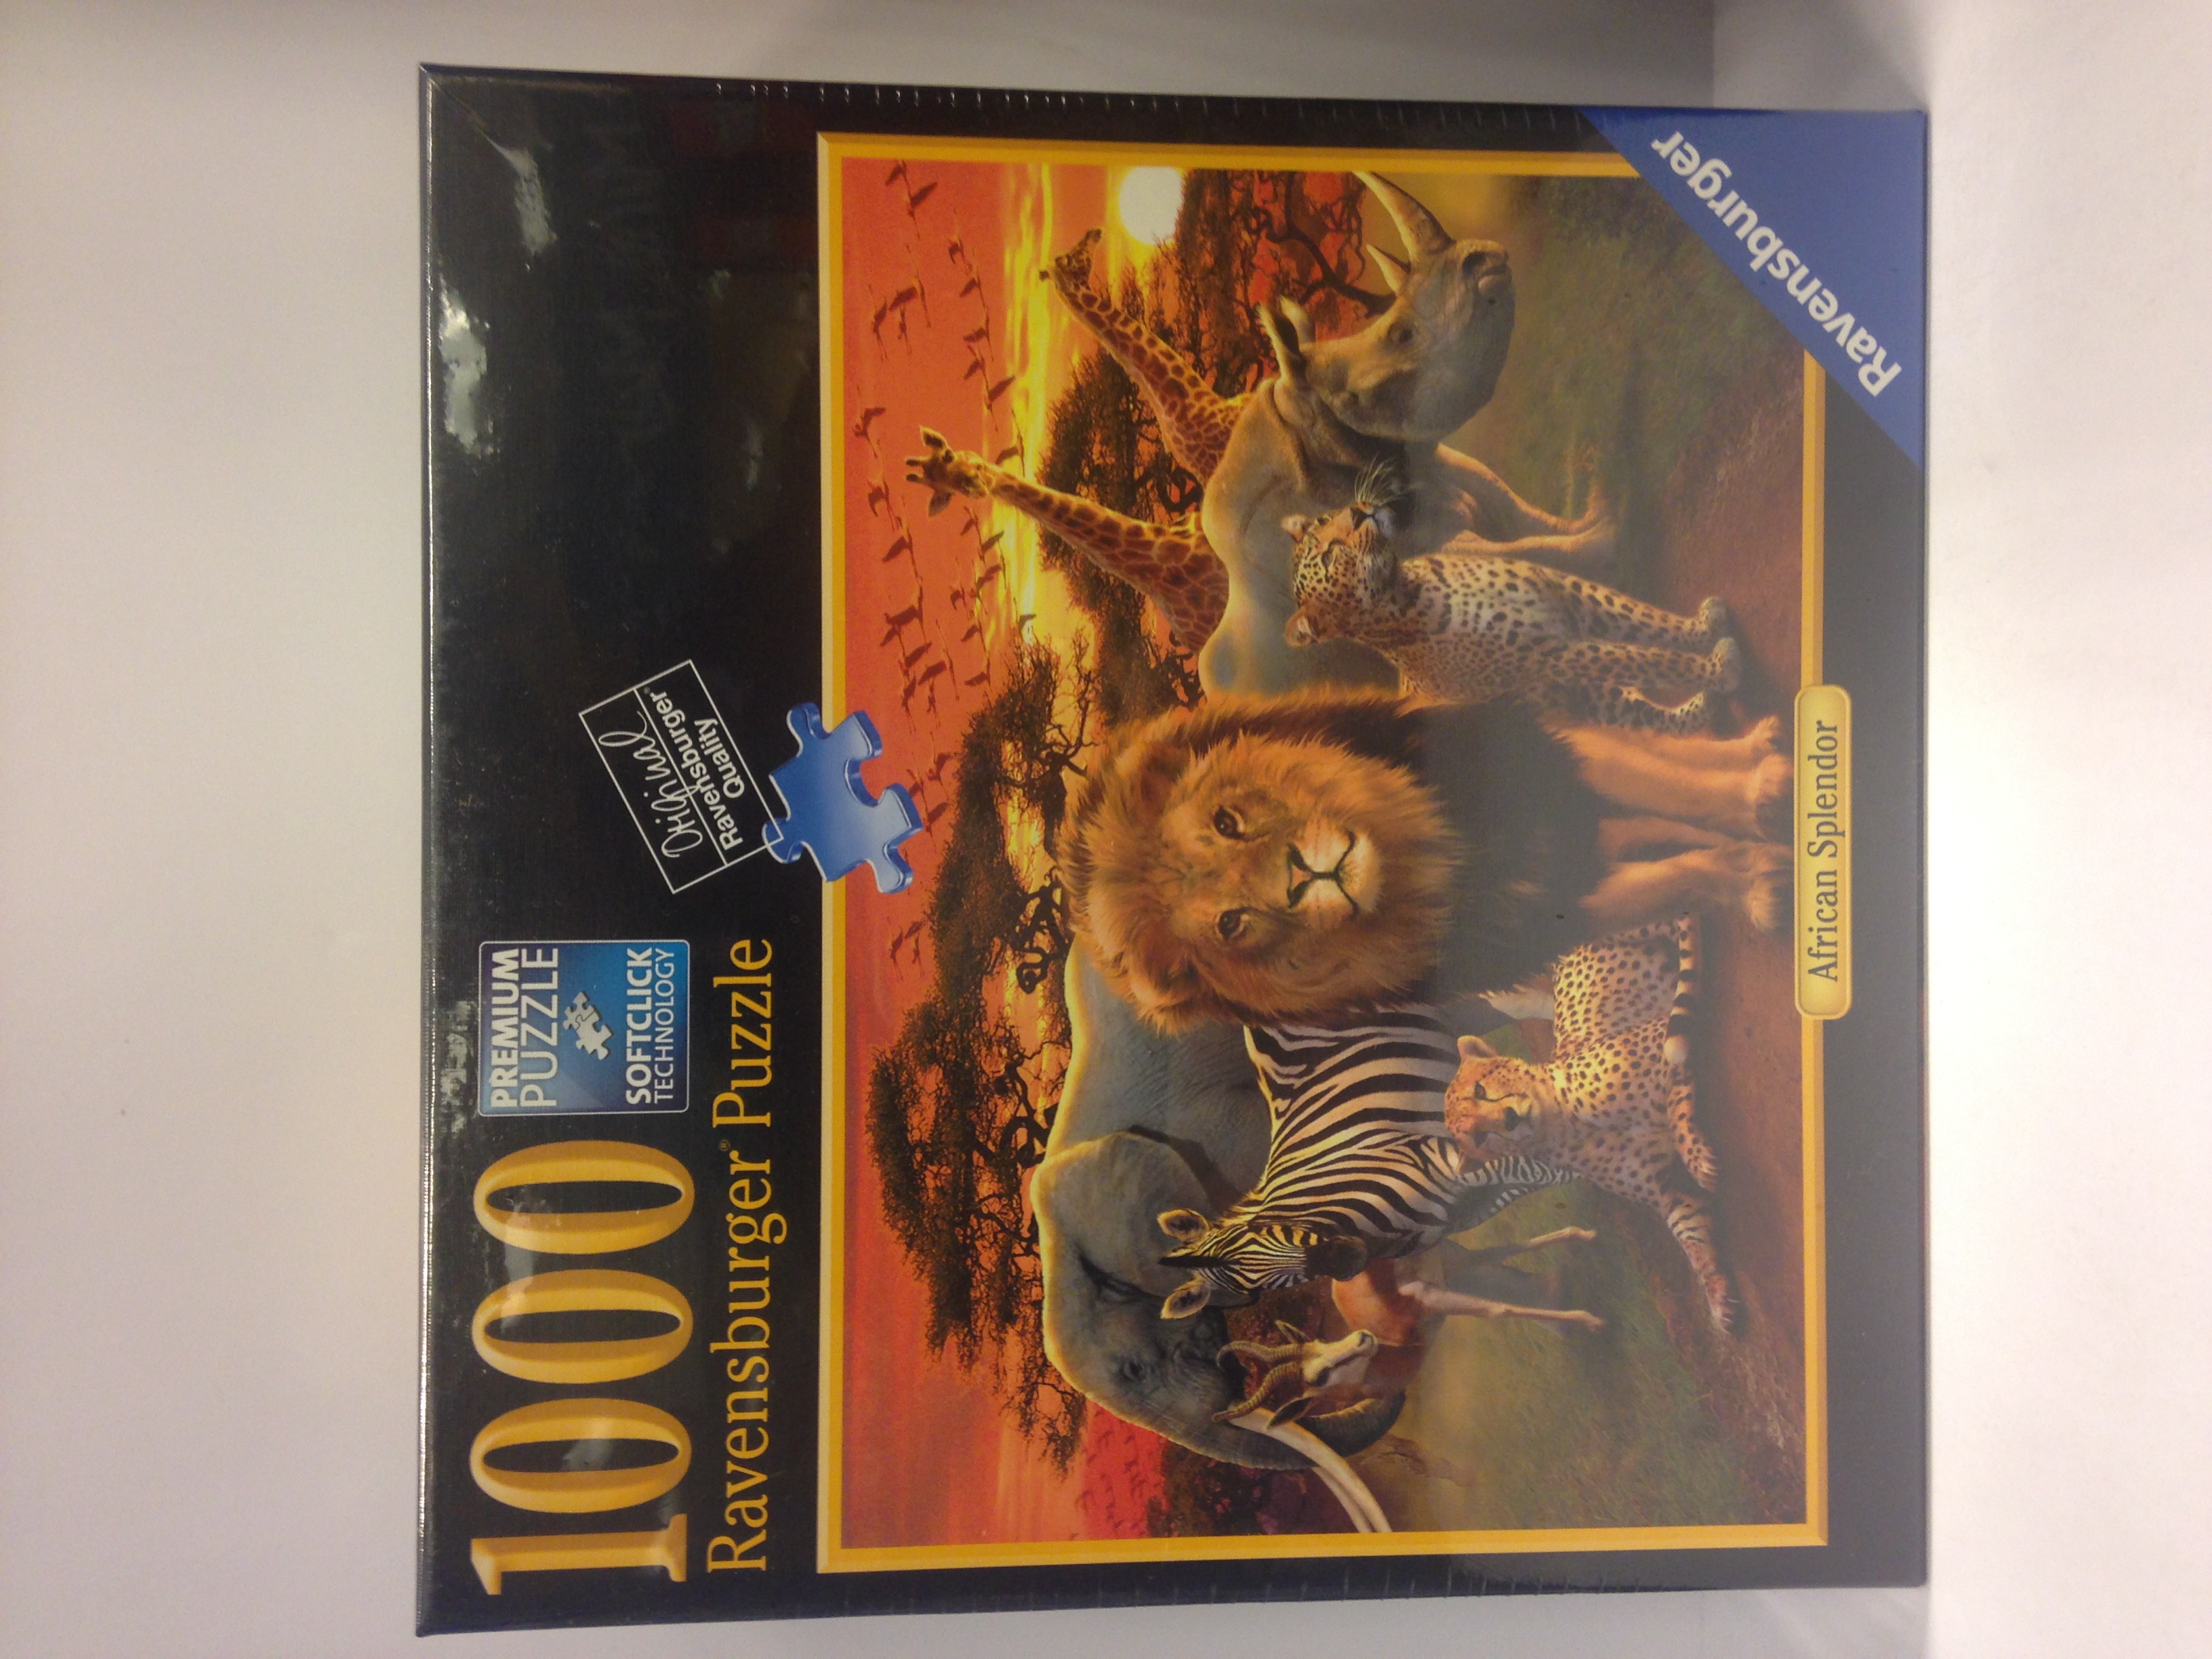 1000
PREMIUM
PUZZLE
SOFTCLICK
TECHNOLOGY
Ravensburger® Puzzle
Original
Ravensburger®
Quality
African Splendor
Ravensburger